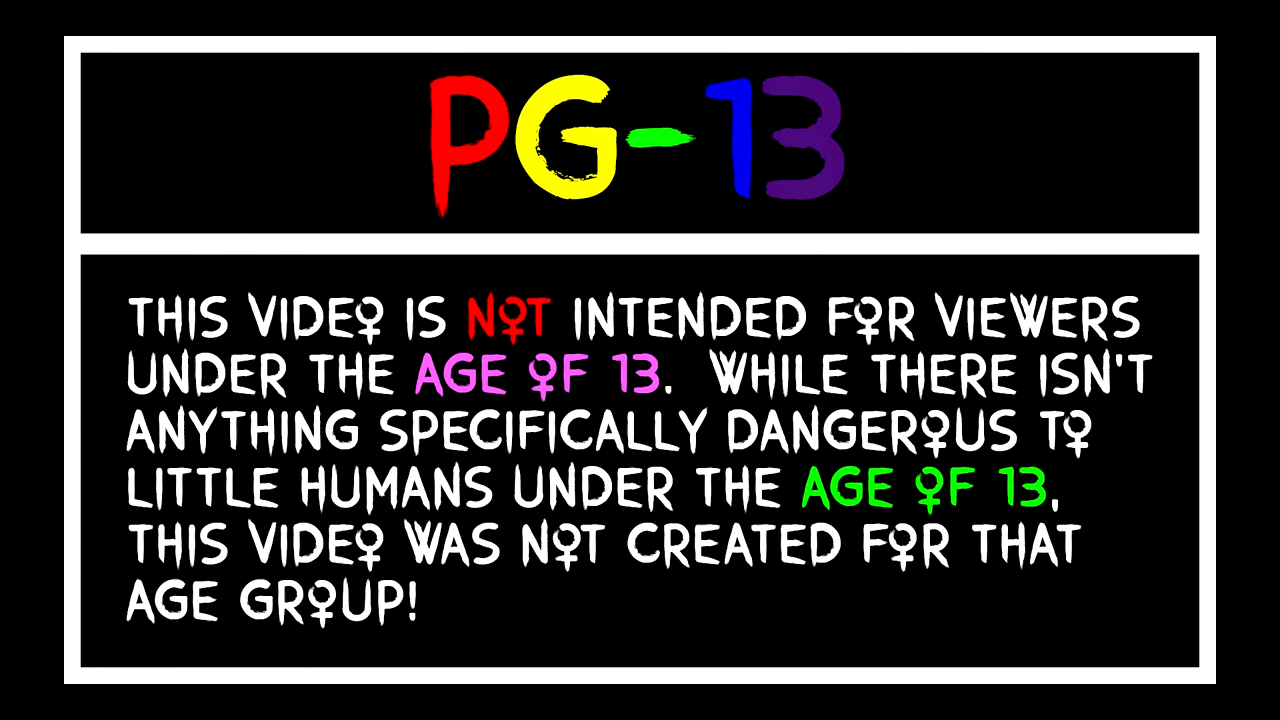 PG-13
THIS VIDEO IS NOT INTENDED FOR VIEWERS
UNDER THE AGE OF 13.  WHILE THERE ISN'T
ANYTHING SPECIFICALLY DANGEROUS TO
LITTLE HUMANS UNDER THE AGE OF 13,
THIS VIDEO WAS NOT CREATED FOR THAT
AGE GROUP!